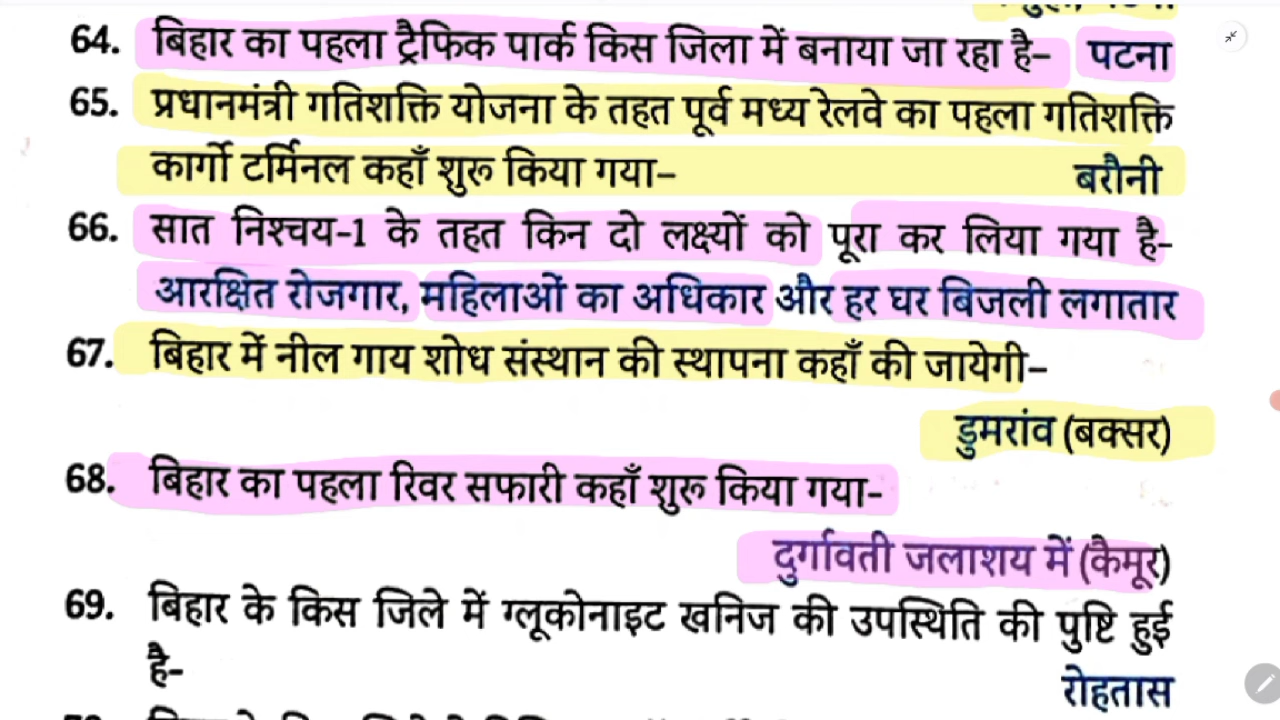 64. बिहार का पहला ट्रैफिक पार्क किस जिला में बनाया जा रहा है– पटना
65. प्रधानमंत्री गतिशक्ति योजना के तहत पूर्व मध्य रेलवे का पहला गतिशक्ति
कार्गो टर्मिनल कहाँ शुरू किया गया– बरौनी
66. सात निश्चय-1 के तहत किन दो लक्ष्यों को पूरा कर लिया गया है-
आरक्षित रोजगार, महिलाओं का अधिकार और हर घर बिजली लगातार
67. बिहार में नील गाय शोध संस्थान की स्थापना कहाँ की जायेगी–
डुमरांव (बक्सर)
68. बिहार का पहला रिवर सफारी कहाँ शुरू किया गया-
दुर्गावती जलाशय में (कैमूर)
69. बिहार के किस जिले में ग्लूकोनाइट खनिज की उपस्थिति की पुष्टि हुई
है- रोहतास